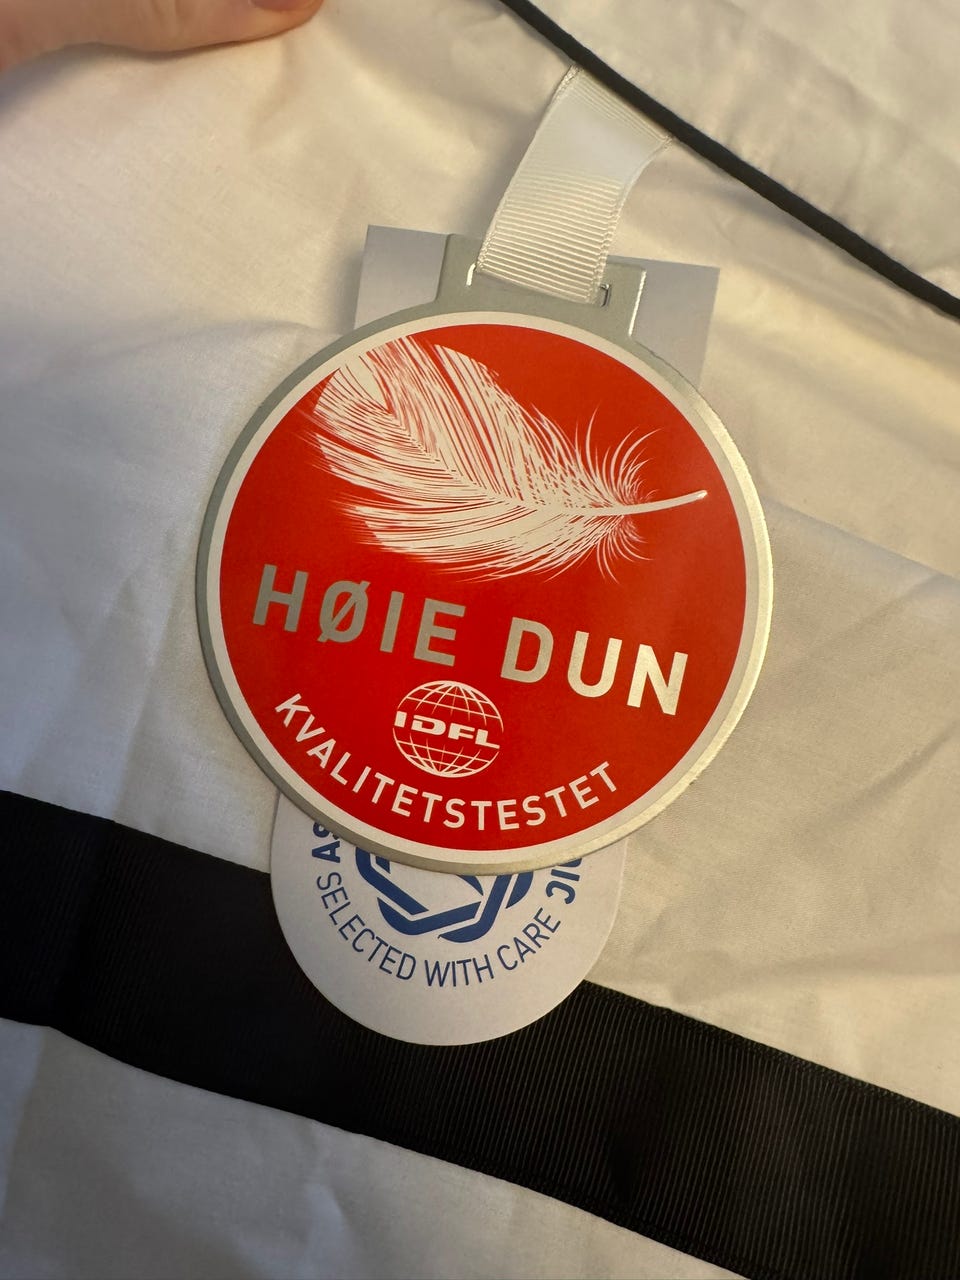 HØIE DUN
IDFL
KVALITETSTESTET
SELECTED WITH CARE